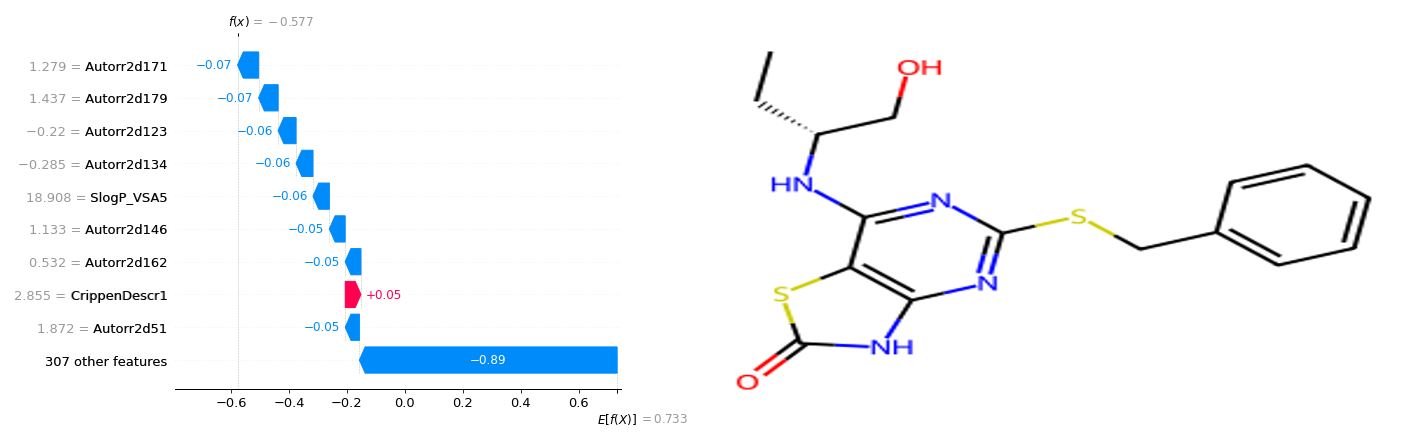 f(x) = −0.577
1.279 = Autorr2d171
−0.07
1.437 = Autorr2d179
−0.07
−0.22 = Autorr2d123
−0.06
−0.285 = Autorr2d134
−0.06
18.908 = SlogP_VSA5
−0.06
1.133 = Autorr2d146
−0.05
0.532 = Autorr2d162
−0.05
2.855 = CrippenDescr1
+0.05
1.872 = Autorr2d51
−0.05
307 other features
−0.89
−0.6 −0.4 −0.2 0.0 0.2 0.4 0.6
E[f(X)] = 0.733
OH
HN
N
S
N
S
NH
O